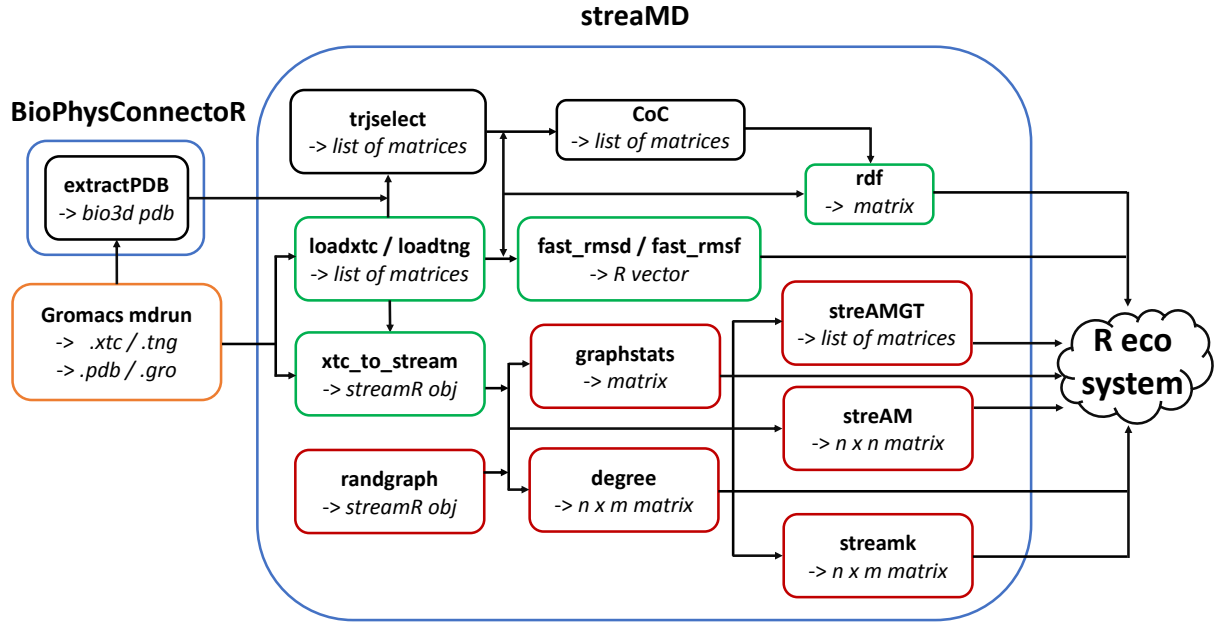 streaMD
BioPhysConnectoR
extractPDB
-> bio3d pdb
Gromacs mdrun
-> .xtc / .tng
-> .pdb / .gro
trjselect
-> list of matrices
CoC
-> list of matrices
rdf
-> matrix
loadxtc / loadtng
-> list of matrices
fast_rmsd / fast_rmsf
-> R vector
xtc_to_stream
-> streamR obj
graphstats
-> matrix
streAMGT
-> list of matrices
randgraph
-> streamR obj
degree
-> n x m matrix
streAM
-> n x n matrix
streamk
-> n x m matrix
R eco
system